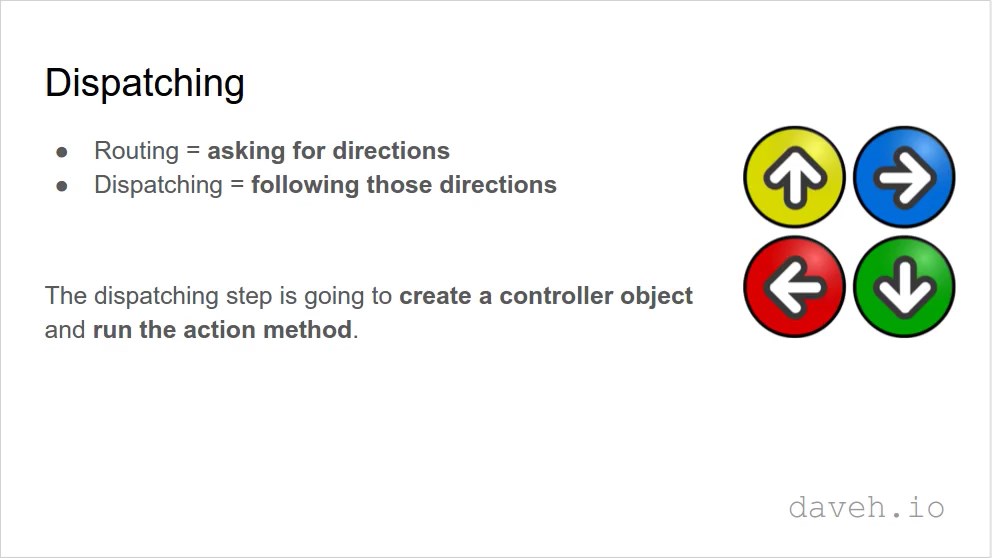 Dispatching
● Routing = asking for directions
● Dispatching = following those directions
The dispatching step is going to create a controller object
and run the action method.
daveh.io